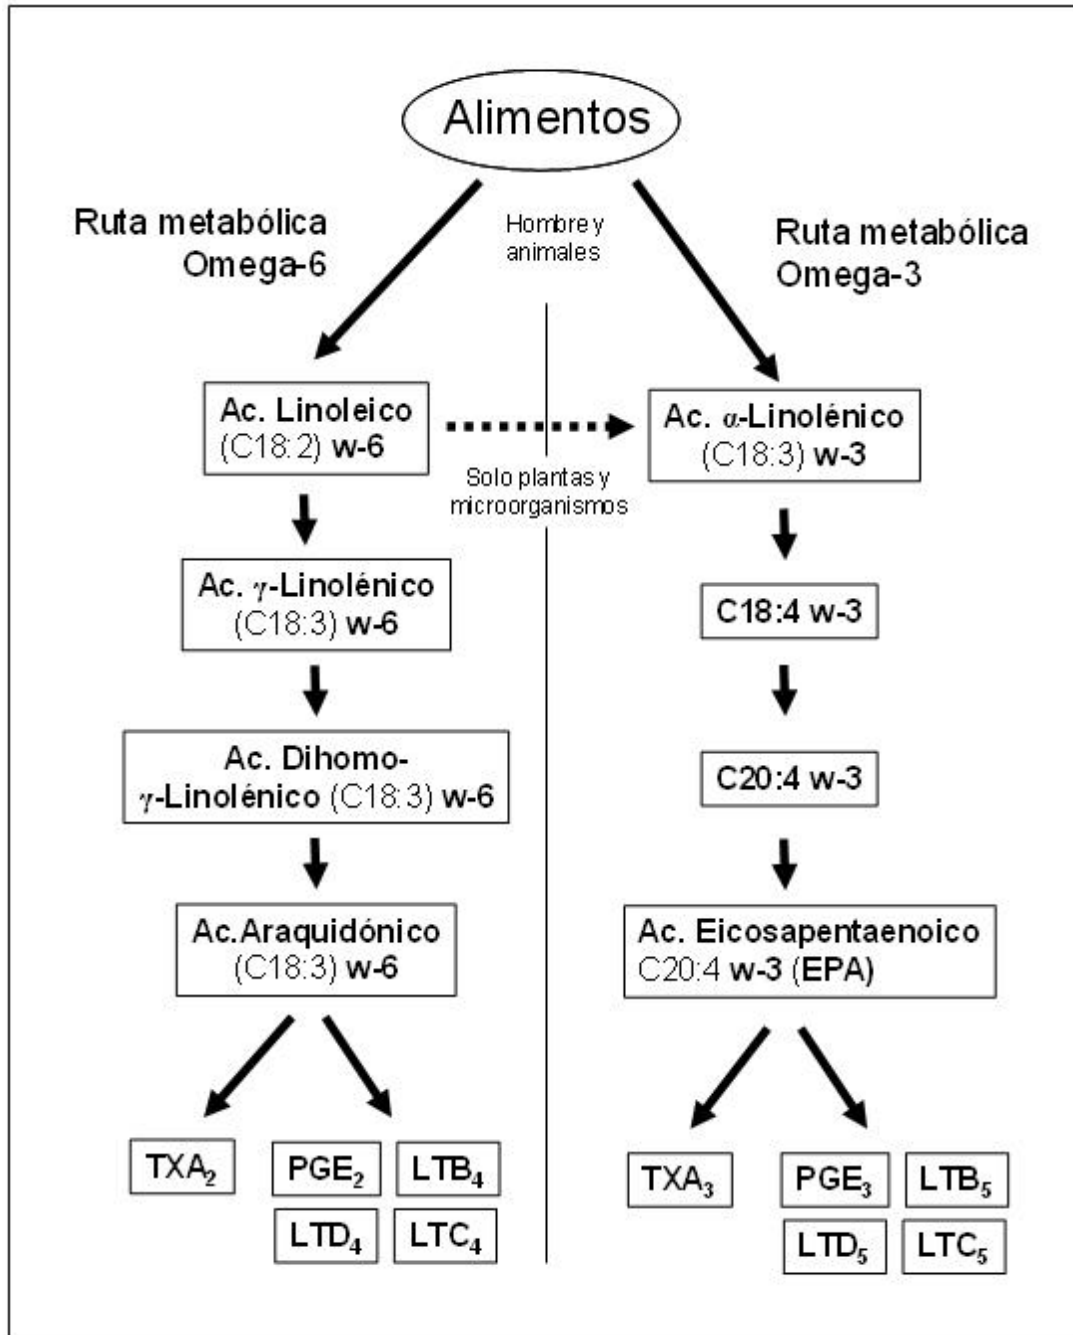 Alimentos
Ruta metabólica
Omega-6
Hombre y
animales
Ruta metabólica
Omega-3
Ac. Linoleico
(C18:2) w-6
Ac. α-Linolénico
(C18:3) w-3
Solo plantas y
microorganismos
Ac. γ-Linolénico
(C18:3) w-6
C18:4 w-3
Ac. Dihomo-
γ-Linolénico (C18:3) w-6
C20:4 w-3
Ac.Araquidónico
(C18:3) w-6
Ac. Eicosapentaenoico
C20:4 w-3 (EPA)
TXA₂
PGE₂
LTB₄
LTD₄
LTC₄
TXA₃
PGE₃
LTB₅
LTD₅
LTC₅